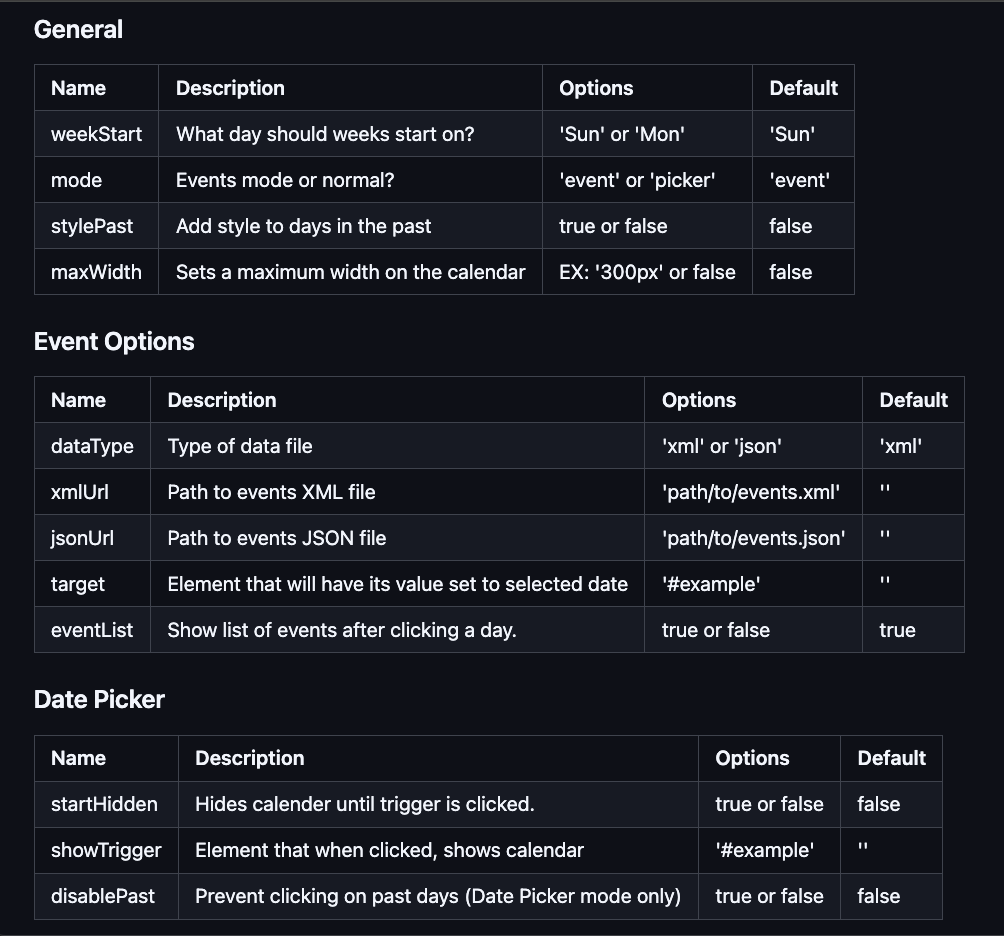 General
Name Description Options Default
weekStart What day should weeks start on? 'Sun' or 'Mon' 'Sun'
mode Events mode or normal? 'event' or 'picker' 'event'
stylePast Add style to days in the past true or false false
maxWidth Sets a maximum width on the calendar EX: '300px' or false false
Event Options
Name Description Options Default
dataType Type of data file 'xml' or 'json' 'xml'
xmlUrl Path to events XML file 'path/to/events.xml' ''
jsonUrl Path to events JSON file 'path/to/events.json' ''
target Element that will have its value set to selected date '#example' ''
eventList Show list of events after clicking a day. true or false true
Date Picker
Name Description Options Default
startHidden Hides calender until trigger is clicked. true or false false
showTrigger Element that when clicked, shows calendar '#example' ''
disablePast Prevent clicking on past days (Date Picker mode only) true or false false